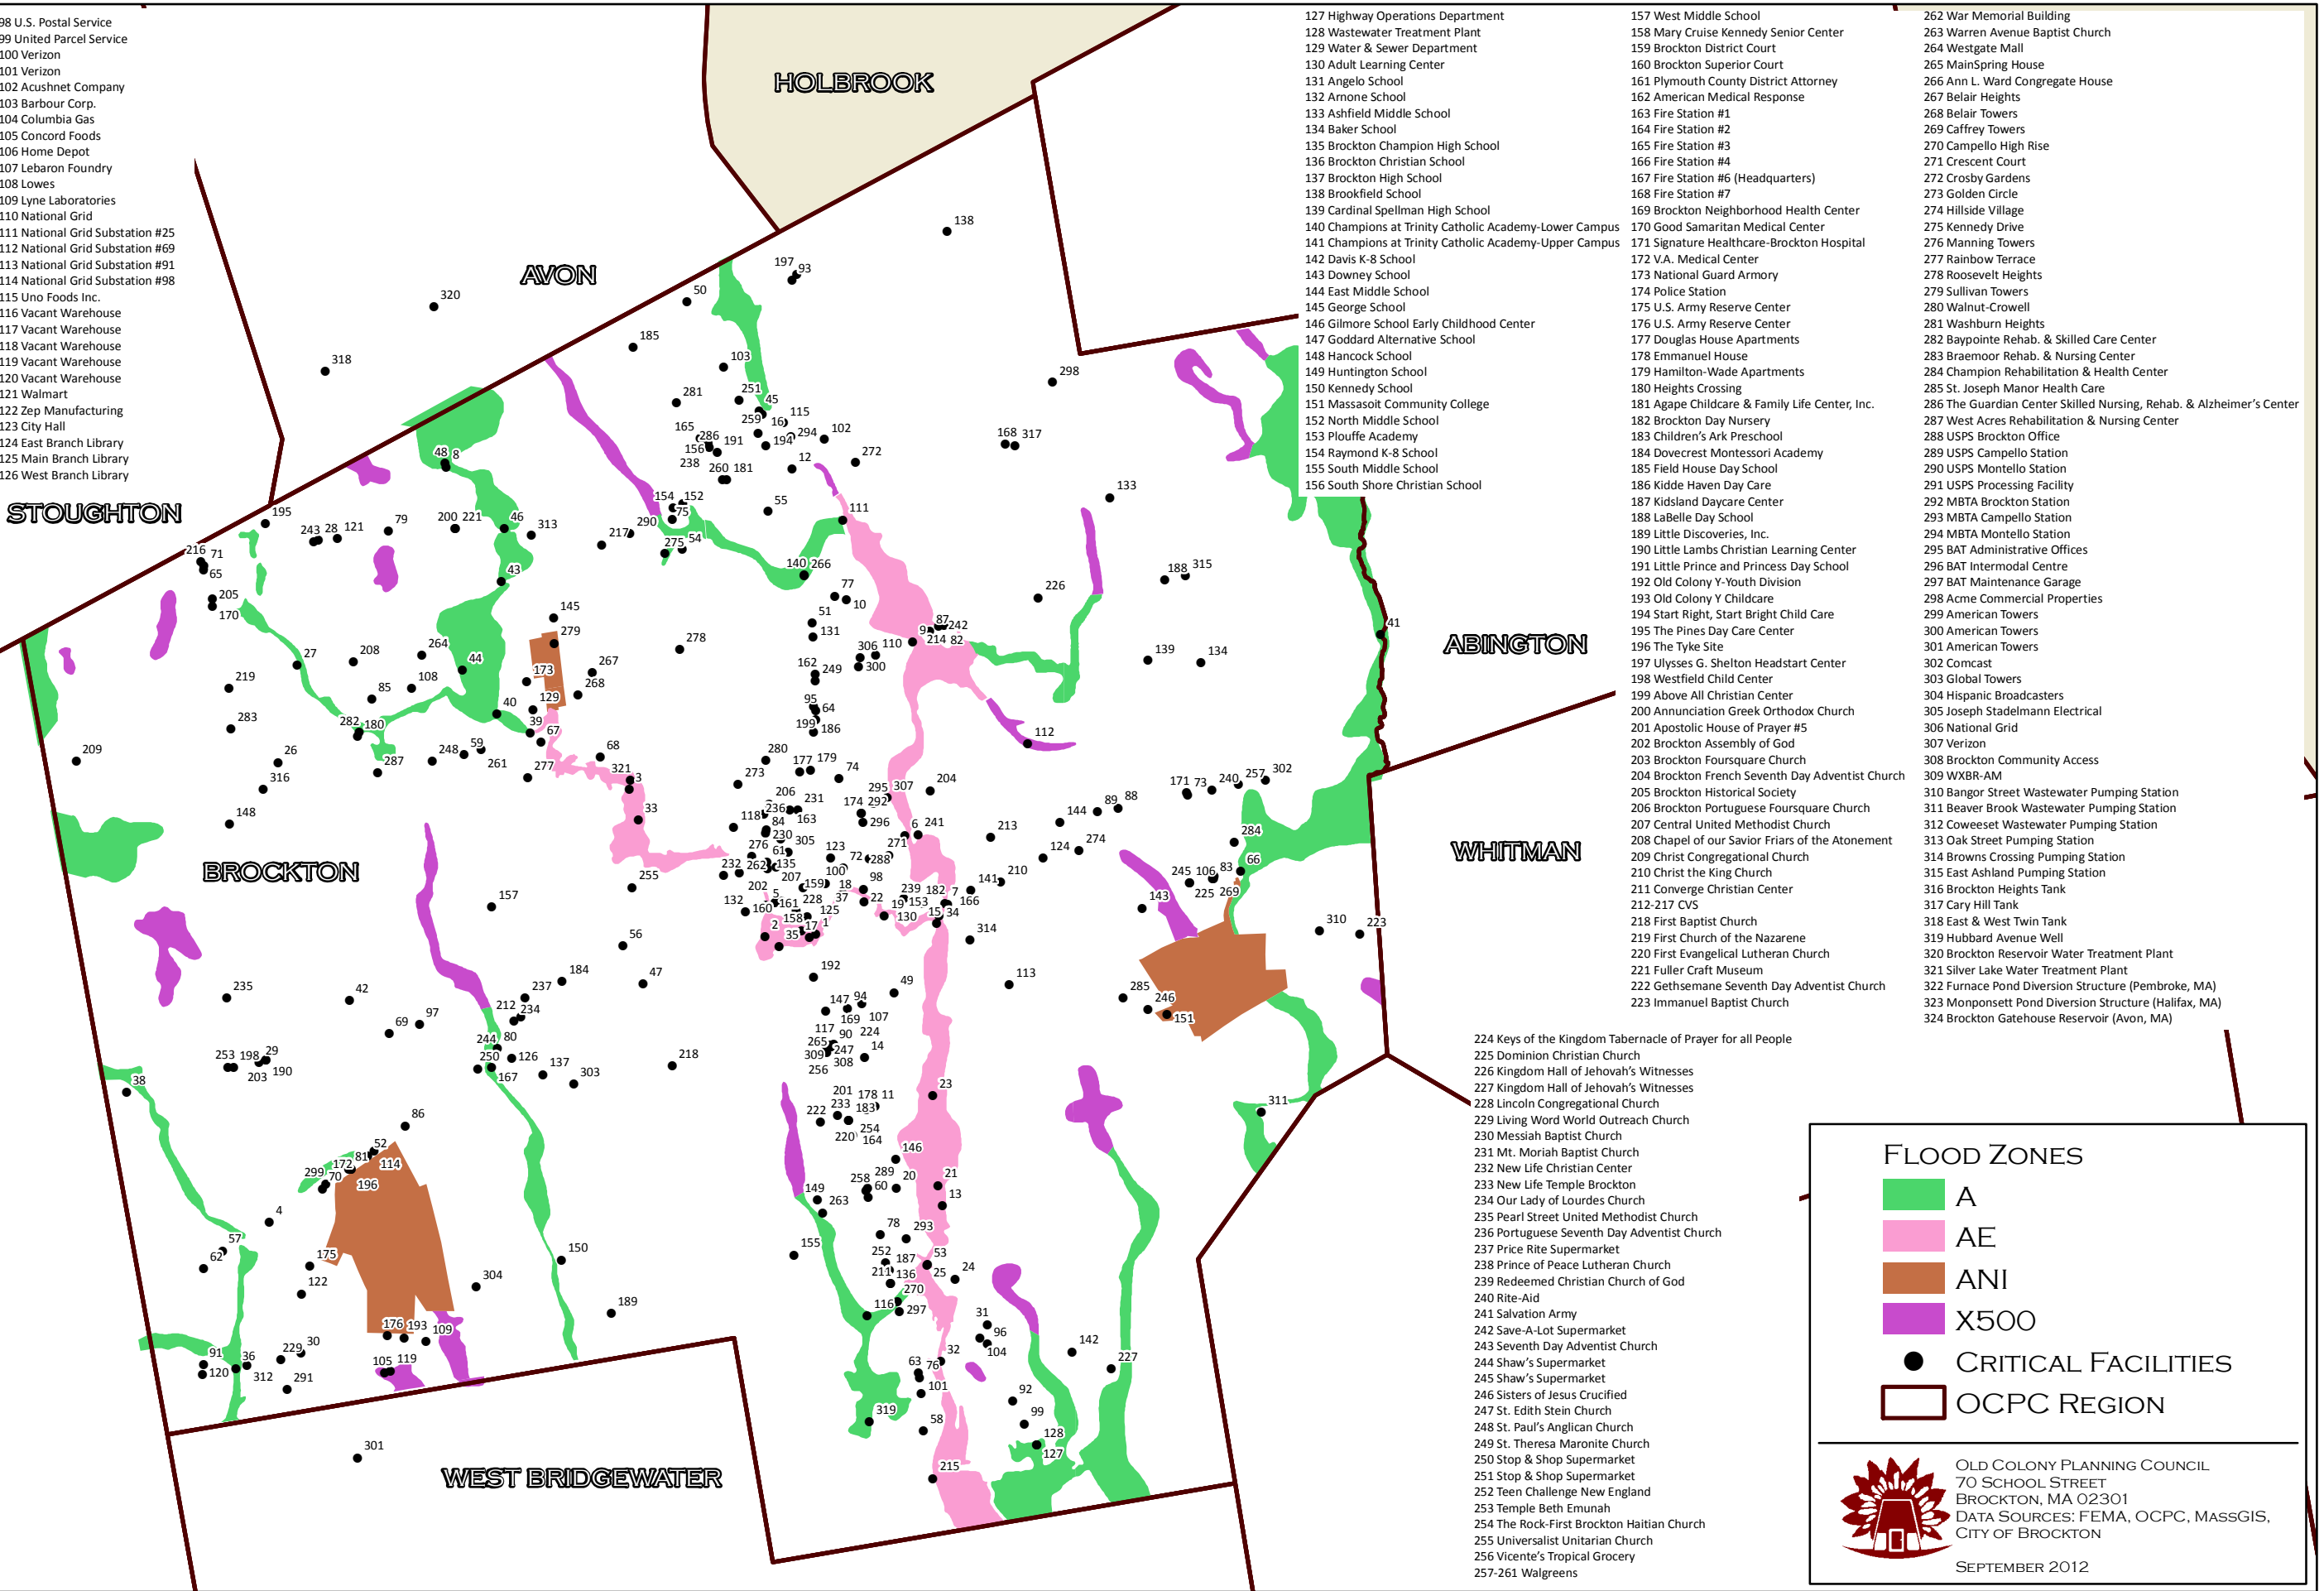 98 U.S. Postal Service
99 United Parcel Service
100 Verizon
101 Verizon
102 Acushnet Company
103 Barbour Corp.
104 Columbia Gas
105 Concord Foods
106 Home Depot
107 Lebaron Foundry
108 Lowes
109 Lyne Laboratories
110 National Grid
111 National Grid Substation #25
112 National Grid Substation #69
113 National Grid Substation #91
114 National Grid Substation #98
115 Uno Foods Inc.
116 Vacant Warehouse
117 Vacant Warehouse
118 Vacant Warehouse
119 Vacant Warehouse
120 Vacant Warehouse
121 Walmart
122 Zep Manufacturing
123 City Hall
124 East Branch Library
125 Main Branch Library
126 West Branch Library
127 Highway Operations Department
128 Wastewater Treatment Plant
129 Water & Sewer Department
130 Adult Learning Center
131 Angelo School
132 Arnone School
133 Ashfield Middle School
134 Baker School
135 Brockton Champion High School
136 Brockton Christian School
137 Brockton High School
138 Brookfield School
139 Cardinal Spellman High School
140 Champions at Trinity Catholic Academy-Lower Campus
141 Champions at Trinity Catholic Academy-Upper Campus
142 Davis K-8 School
143 Downey School
144 East Middle School
145 George School
146 Gilmore School Early Childhood Center
147 Goddard Alternative School
148 Hancock School
149 Huntington School
150 Kennedy School
151 Massasoit Community College
152 North Middle School
153 Plouffe Academy
154 Raymond K-8 School
155 South Middle School
156 South Shore Christian School
157 West Middle School
158 Mary Cruise Kennedy Senior Center
159 Brockton District Court
160 Brockton Superior Court
161 Plymouth County District Attorney
162 American Medical Response
163 Fire Station #1
164 Fire Station #2
165 Fire Station #3
166 Fire Station #4
167 Fire Station #6 (Headquarters)
168 Fire Station #7
169 Brockton Neighborhood Health Center
170 Good Samaritan Medical Center
171 Signature Healthcare-Brockton Hospital
172 V.A. Medical Center
173 National Guard Armory
174 Police Station
175 U.S. Army Reserve Center
176 U.S. Army Reserve Center
177 Douglas House Apartments
178 Emmanuel House
179 Hamilton-Wade Apartments
180 Heights Crossing
181 Agape Childcare & Family Life Center, Inc.
182 Brockton Day Nursery
183 Children's Ark Preschool
184 Dovecrest Montessori Academy
185 Field House Day School
186 Kidde Haven Day Care
187 Kidsland Daycare Center
188 LaBelle Day School
189 Little Discoveries, Inc.
190 Little Lambs Christian Learning Center
191 Little Prince and Princess Day School
192 Old Colony Y-Youth Division
193 Old Colony Y Childcare
194 Start Right, Start Bright Child Care
195 The Pines Day Care Center
196 The Tyke Site
197 Ulysses G. Shelton Headstart Center
198 Westfield Child Center
199 Above All Christian Center
200 Annunciation Greek Orthodox Church
201 Apostolic House of Prayer #5
202 Brockton Assembly of God
203 Brockton Foursquare Church
204 Brockton French Seventh Day Adventist Church
205 Brockton Historical Society
206 Brockton Portuguese Foursquare Church
207 Central United Methodist Church
208 Chapel of our Savior Friars of the Atonement
209 Christ Congregational Church
210 Christ the King Church
211 Converge Christian Center
212-217 CVS
218 First Baptist Church
219 First Church of the Nazarene
220 First Evangelical Lutheran Church
221 Fuller Craft Museum
222 Gethsemane Seventh Day Adventist Church
223 Immanuel Baptist Church
224 Keys of the Kingdom Tabernacle of Prayer for all People
225 Dominion Christian Church
226 Kingdom Hall of Jehovah's Witnesses
227 Kingdom Hall of Jehovah's Witnesses
228 Lincoln Congregational Church
229 Living Word World Outreach Church
230 Messiah Baptist Church
231 Mt. Moriah Baptist Church
232 New Life Christian Center
233 New Life Temple Brockton
234 Our Lady of Lourdes Church
235 Pearl Street United Methodist Church
236 Portuguese Seventh Day Adventist Church
237 Price Rite Supermarket
238 Prince of Peace Lutheran Church
239 Redeemed Christian Church of God
240 Rite-Aid
241 Salvation Army
242 Save-A-Lot Supermarket
243 Seventh Day Adventist Church
244 Shaw's Supermarket
245 Shaw's Supermarket
246 Sisters of Jesus Crucified
247 St. Edith Stein Church
248 St. Paul's Anglican Church
249 St. Theresa Maronite Church
250 Stop & Shop Supermarket
251 Stop & Shop Supermarket
252 Teen Challenge New England
253 Temple Beth Emunah
254 The Rock-First Brockton Haitian Church
255 Universalist Unitarian Church
256 Vicente's Tropical Grocery
257-261 Walgreens
262 War Memorial Building
263 Warren Avenue Baptist Church
264 Westgate Mall
265 MainSpring House
266 Ann L. Ward Congregate House
267 Belair Heights
268 Belair Towers
269 Caffrey Towers
270 Campello High Rise
271 Crescent Court
272 Crosby Gardens
273 Golden Circle
274 Hillside Village
275 Kennedy Drive
276 Manning Towers
277 Rainbow Terrace
278 Roosevelt Heights
279 Sullivan Towers
280 Walnut-Crowell
281 Washburn Heights
282 Baypointe Rehab. & Skilled Care Center
283 Braemoor Rehab. & Nursing Center
284 Champion Rehabilitation & Health Center
285 St. Joseph Manor Health Care
286 The Guardian Center Skilled Nursing, Rehab. & Alzheimer's Center
287 West Acres Rehabilitation & Nursing Center
288 USPS Brockton Office
289 USPS Campello Station
290 USPS Montello Station
291 USPS Processing Facility
292 MBTA Brockton Station
293 MBTA Campello Station
294 MBTA Montello Station
295 BAT Administrative Offices
296 BAT Intermodal Centre
297 BAT Maintenance Garage
298 Acme Commercial Properties
299 American Towers
300 American Towers
301 American Towers
302 Comcast
303 Global Towers
304 Hispanic Broadcasters
305 Joseph Stadelmann Electrical
306 National Grid
307 Verizon
308 Brockton Community Access
309 WXBR-AM
310 Bangor Street Wastewater Pumping Station
311 Beaver Brook Wastewater Pumping Station
312 Coweeset Wastewater Pumping Station
313 Oak Street Pumping Station
314 Browns Crossing Pumping Station
315 East Ashland Pumping Station
316 Brockton Heights Tank
317 Cary Hill Tank
318 East & West Twin Tank
319 Hubbard Avenue Well
320 Brockton Reservoir Water Treatment Plant
321 Silver Lake Water Treatment Plant
322 Furnace Pond Diversion Structure (Pembroke, MA)
323 Monponsett Pond Diversion Structure (Halifax, MA)
324 Brockton Gatehouse Reservoir (Avon, MA)
HOLBROOK
AVON
STOUGHTON
ABINGTON
WHITMAN
BROCKTON
WEST BRIDGEWATER
FLOOD ZONES
A
AE
ANI
X500
CRITICAL FACILITIES
OCPC REGION
OLD COLONY PLANNING COUNCIL
70 SCHOOL STREET
BROCKTON, MA 02301
DATA SOURCES: FEMA, OCPC, MASSGIS,
CITY OF BROCKTON
SEPTEMBER 2012